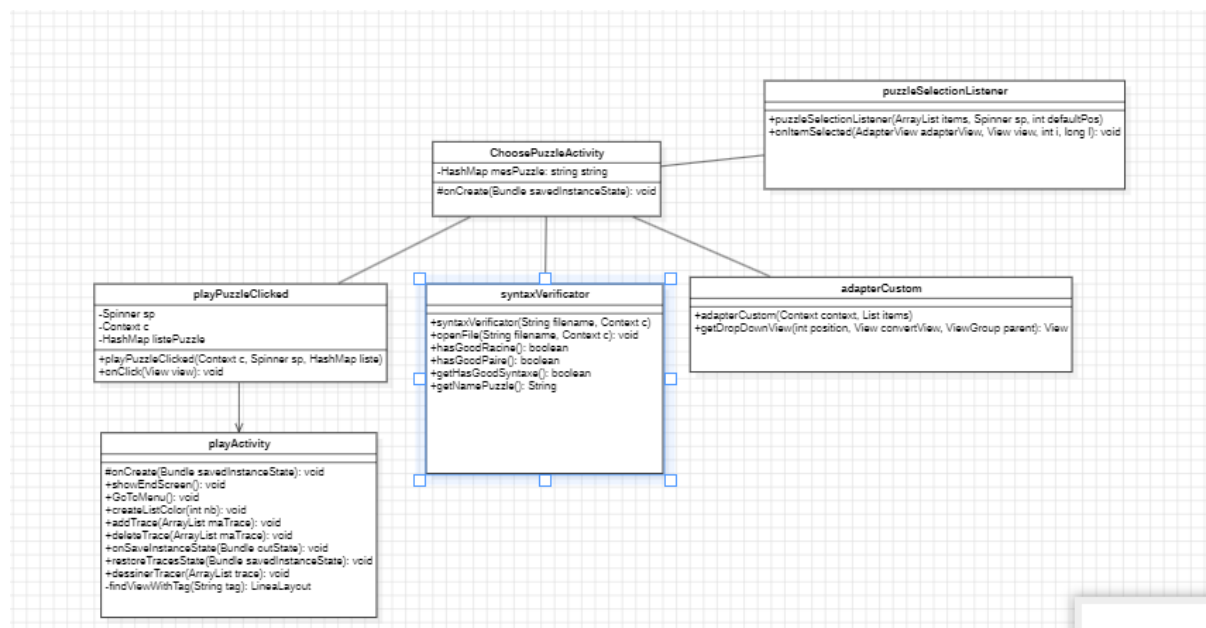 puzzleSelectionListener
+puzzleSelectionListener(ArrayList items, Spinner sp, int defaultPos)
+onItemSelected(AdapterView adapterView, View view, int i, long l): void
ChoosePuzzleActivity
-HashMap mesPuzzle: string string
#onCreate(Bundle savedInstanceState): void
playPuzzleClicked
-Spinner sp
-Context c
-HashMap listePuzzle
+playPuzzleClicked(Context c, Spinner sp, HashMap liste)
+onClick(View view): void
syntaxVerificator
+syntaxVerificator(String filename, Context c)
+openFile(String filename, Context c): void
+hasGoodRacine(): boolean
+hasGoodPaire(): boolean
+getHasGoodSyntaxe(): boolean
+getNamePuzzle(): String
adapterCustom
+adapterCustom(Context context, List items)
+getDropDownView(int position, View convertView, ViewGroup parent): View
playActivity
#onCreate(Bundle savedInstanceState): void
+showEndScreen(): void
+GoToMenu(): void
+createListColor(int nb): void
+addTrace(ArrayList maTrace): void
+deleteTrace(ArrayList maTrace): void
+onSaveInstanceState(Bundle outState): void
+restoreTracesState(Bundle savedInstanceState): void
+dessinerTracer(ArrayList trace): void
-findViewWithTag(String tag): LineaLayout